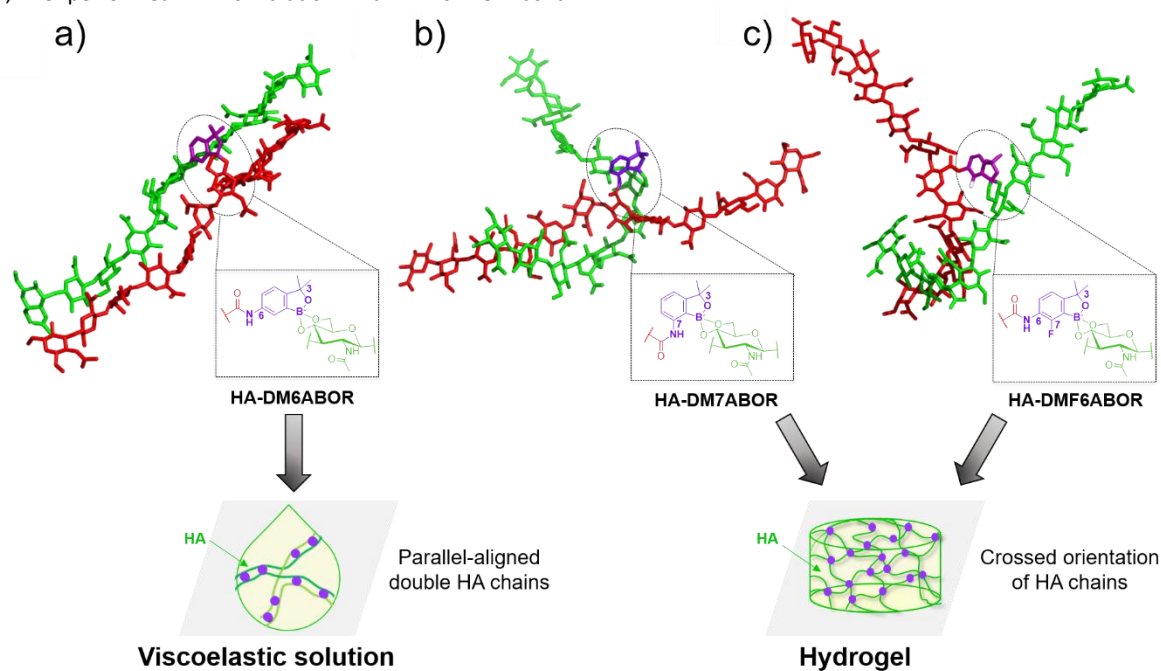 a)
b)
c)
3
O
B-
O
O
O
N
H
6
O
NH
O
HA-DM6ABOR
3
O
B-
O
O
O
7
NH
O
NH
O
HA-DM7ABOR
3
O
B-
O
O
O
N
H
6
7
F
O
NH
O
HA-DMF6ABOR
HA
Parallel-aligned
double HA chains
Viscoelastic solution
HA
Crossed orientation
of HA chains
Hydrogel